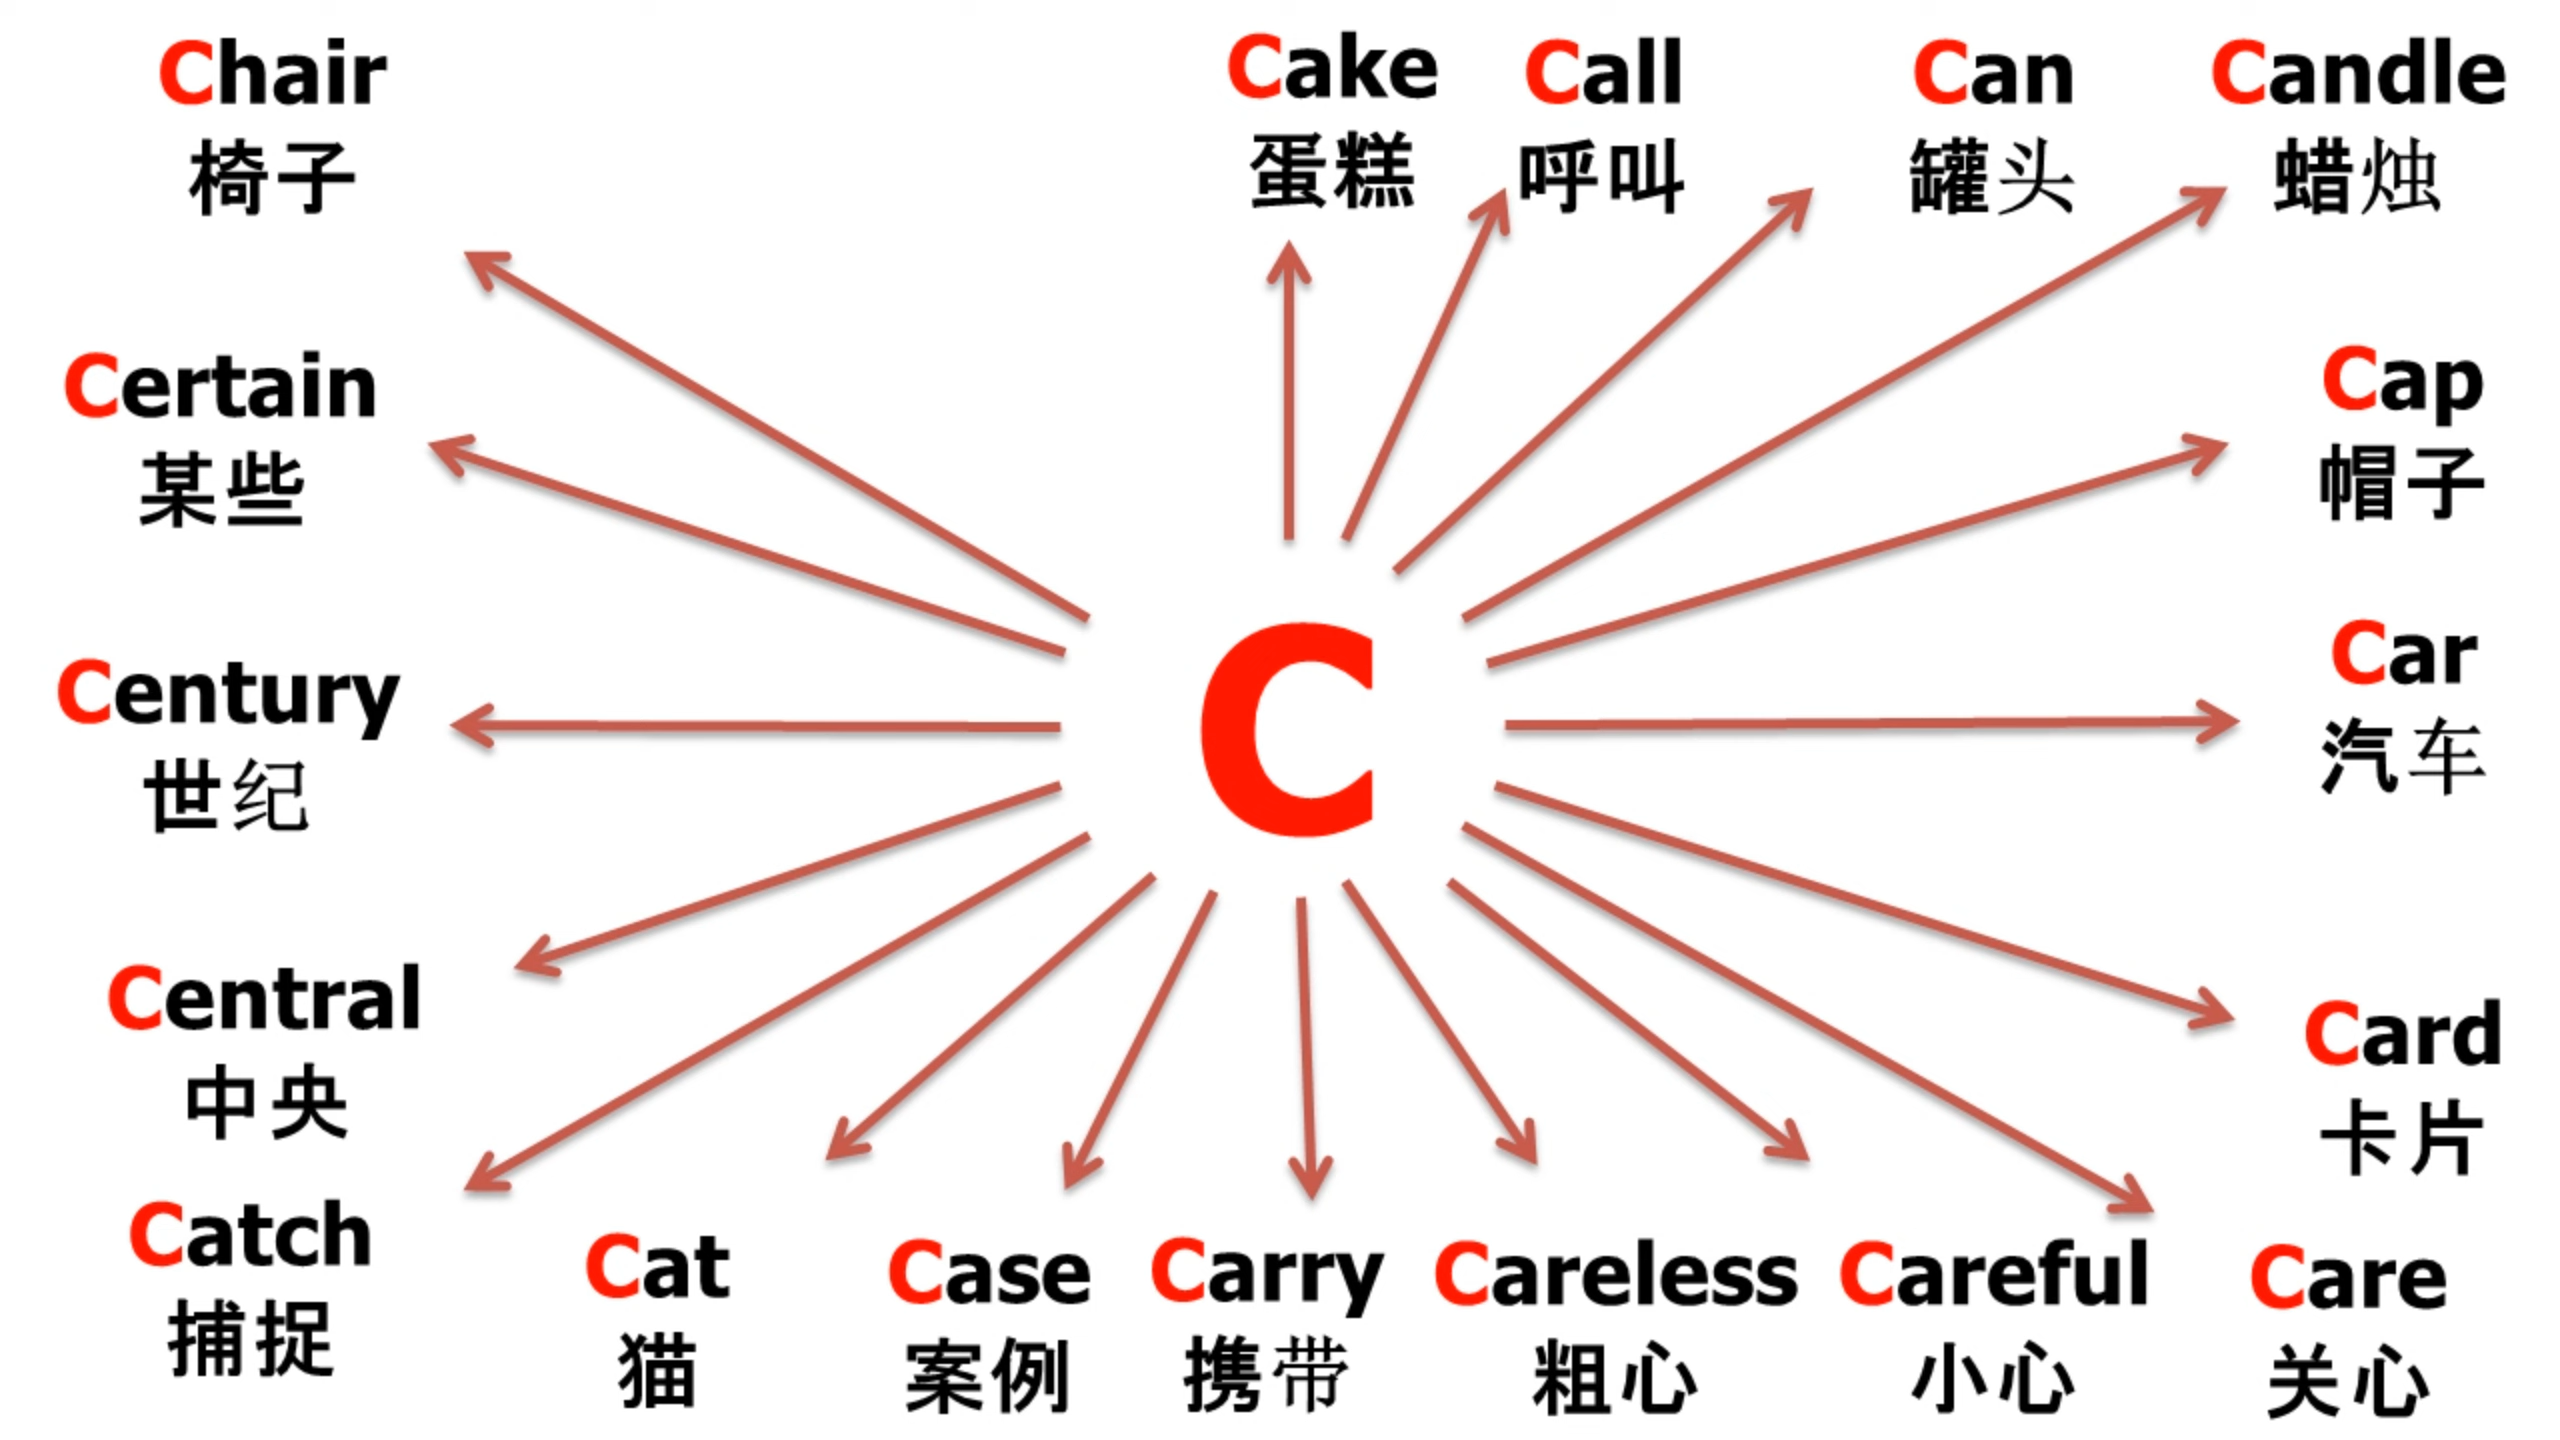 Chair
椅子
Cake
蛋糕
Call
呼叫
Can
罐头
Candle
蜡烛
Certain
某些
Cap
帽子
Century
世纪
C
Car
汽车
Central
中央
Card
卡片
Catch
捕捉
Cat
猫
Case
案例
Carry
携带
Careless
粗心
Careful
小心
Care
关心